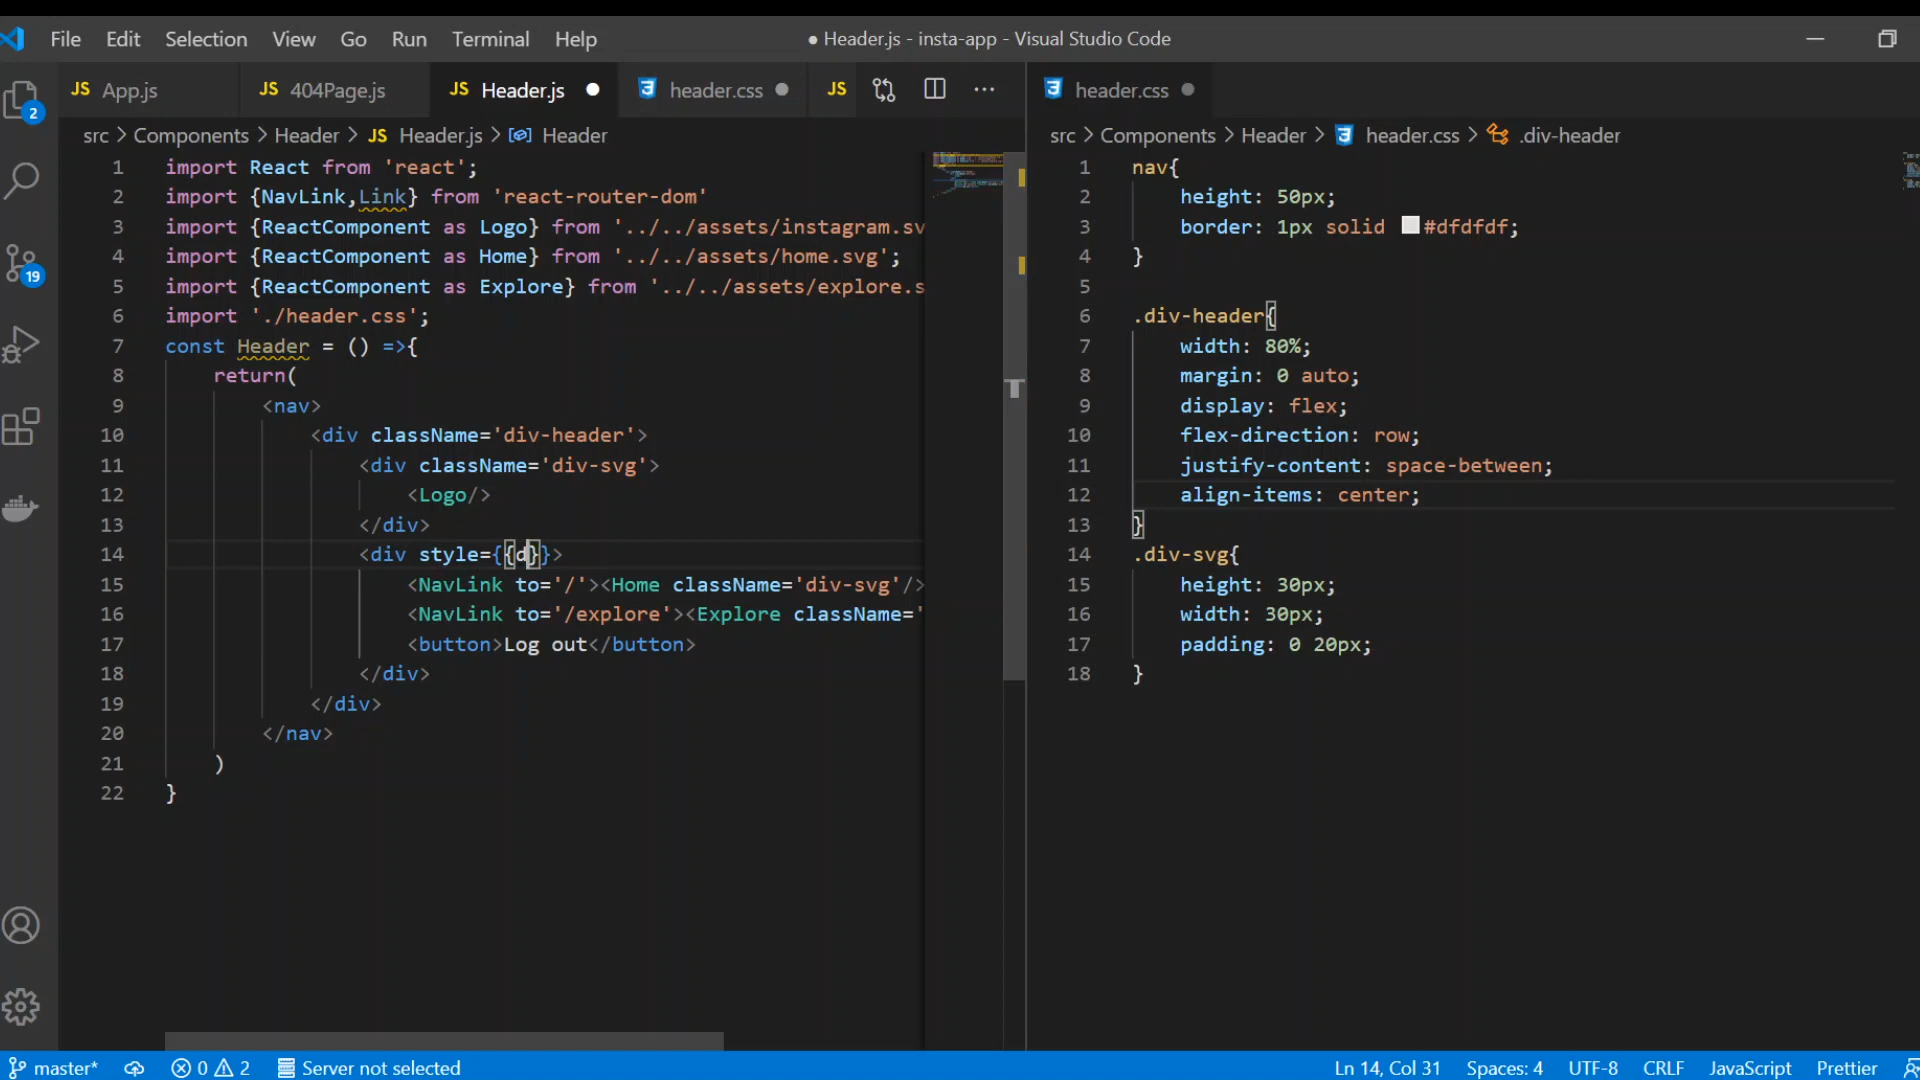 File Edit Selection View Go Run Terminal Help ● Header.js - insta-app - Visual Studio Code
JS App.js JS 404Page.js JS Header.js ● header.css ● JS ··· header.css ●
src > Components > Header > JS Header.js > Header
src > Components > Header > header.css > .div-header
2
19
1 import React from 'react';
2 import {NavLink,Link} from 'react-router-dom'
3 import {ReactComponent as Logo} from '../../assets/instagram.sv
4 import {ReactComponent as Home} from '../../assets/home.svg';
5 import {ReactComponent as Explore} from '../../assets/explore.s
6 import './header.css';
7 const Header = () =>{
8 return(
9 <nav>
10 <div className='div-header'>
11 <div className='div-svg'>
12 <Logo/>
13 </div>
14 <div style={{d}}>
15 <NavLink to='/'><Home className='div-svg'/>
16 <NavLink to='/explore'><Explore className='
17 <button>Log out</button>
18 </div>
19 </div>
20 </nav>
21 )
22 }
1 nav{
2 height: 50px;
3 border: 1px solid #dfdfdf;
4 }
5
6 .div-header{
7 width: 80%;
8 margin: 0 auto;
9 display: flex;
10 flex-direction: row;
11 justify-content: space-between;
12 align-items: center;
13 }
14 .div-svg{
15 height: 30px;
16 width: 30px;
17 padding: 0 20px;
18 }
master* 0 2 Server not selected Ln 14, Col 31 Spaces: 4 UTF-8 CRLF JavaScript Prettier